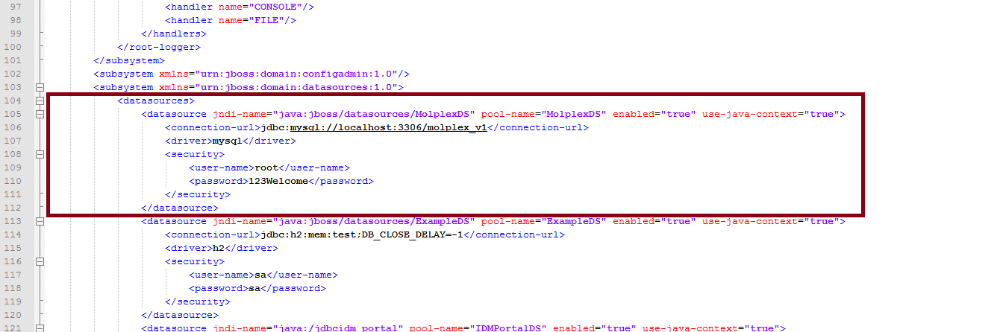 97 <handler name="CONSOLE"/>
98 <handler name="FILE"/>
99 </handlers>
100 </root-logger>
101 </subsystem>
102 <subsystem xmlns="urn:jboss:domain:configadmin:1.0"/>
103 <subsystem xmlns="urn:jboss:domain:datasources:1.0">
104 <datasources>
105 <datasource jndi-name="java:jboss/datasources/MolplexDS" pool-name="MolplexDS" enabled="true" use-java-context="true">
106 <connection-url>jdbc:mysql://localhost:3306/molplex_v1</connection-url>
107 <driver>mysql</driver>
108 <security>
109 <user-name>root</user-name>
110 <password>123Welcome</password>
111 </security>
112 </datasource>
113 <datasource jndi-name="java:jboss/datasources/ExampleDS" pool-name="ExampleDS" enabled="true" use-java-context="true">
114 <connection-url>jdbc:h2:mem:test;DB_CLOSE_DELAY=-1</connection-url>
115 <driver>h2</driver>
116 <security>
117 <user-name>sa</user-name>
118 <password>sa</password>
119 </security>
120 </datasource>
121 <datasource jndi-name="java:/jdbcidm_portal" pool-name="IDMPortalDS" enabled="true" use-java-context="true">